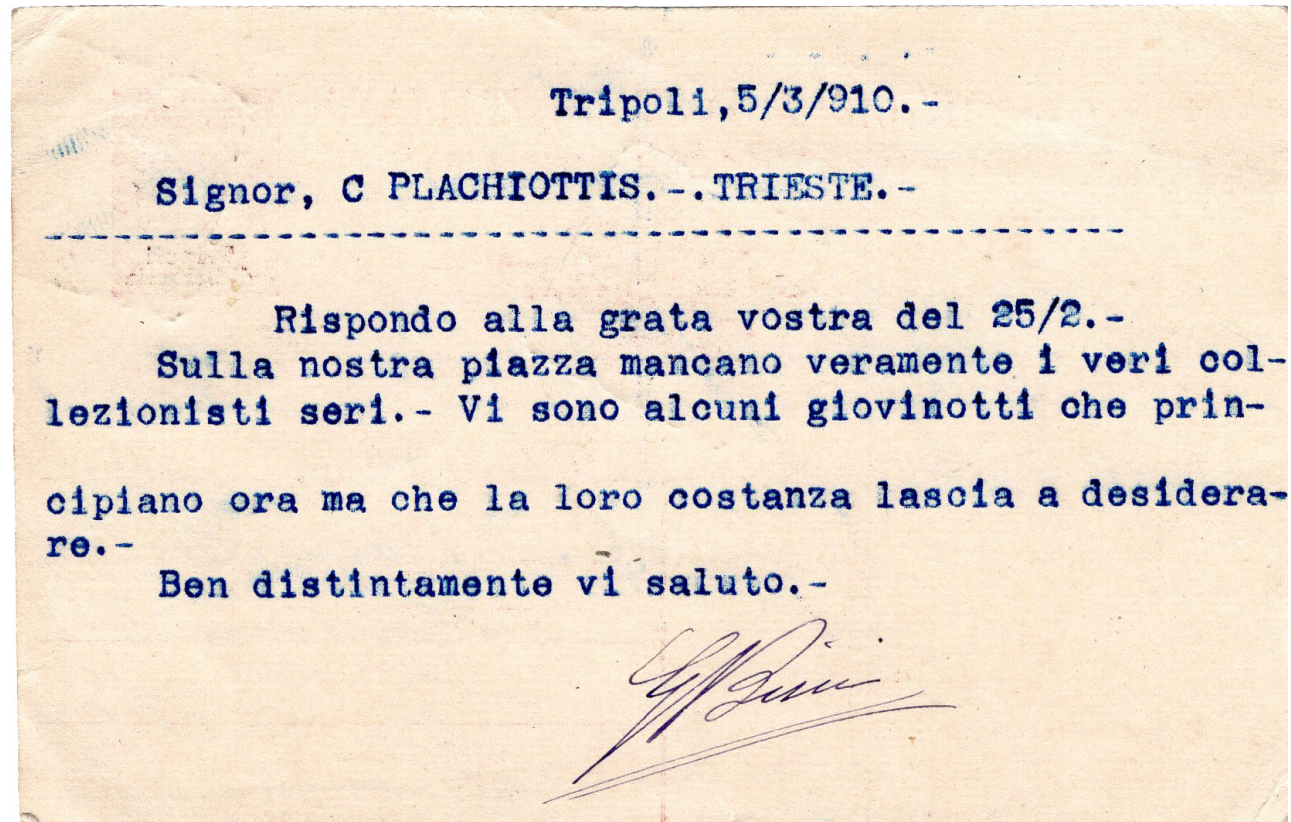 Tripoli,5/3/910.-
Signor, C PLACHIOTTIS.-.TRIESTE.-
------------------------------------------------
Rispondo alla grata vostra del 25/2.-
Sulla nostra piazza mancano veramente i veri col-
lezionisti seri.- Vi sono alcuni giovinotti che prin-
cipiano ora ma che la loro costanza lascia a desidera-
re.-
Ben distintamente vi saluto.-